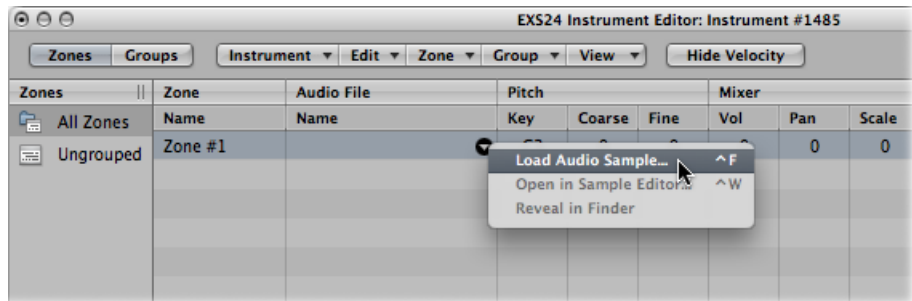 EXS24 Instrument Editor: Instrument #1485
Zones Groups Instrument Edit Zone Group View Hide Velocity
Zones Zone Audio File Pitch Mixer
All Zones Name Name Key Coarse Fine Vol Pan Scale
Ungrouped Zone #1 0 0
Load Audio Sample... ^F
Open in Sample Editor... ^W
Reveal in Finder